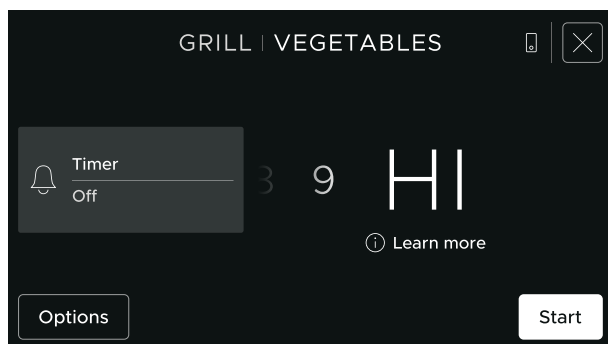 GRILL | VEGETABLES
Timer
Off
9 HI
Learn more
Options
Start